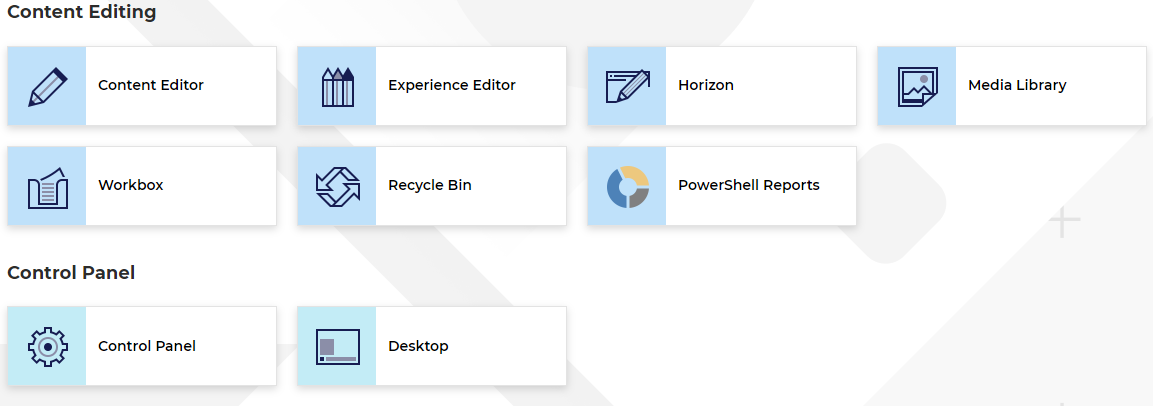 Content Editing
Content Editor
Experience Editor
Horizon
Media Library
Workbox
Recycle Bin
PowerShell Reports
Control Panel
Control Panel
Desktop